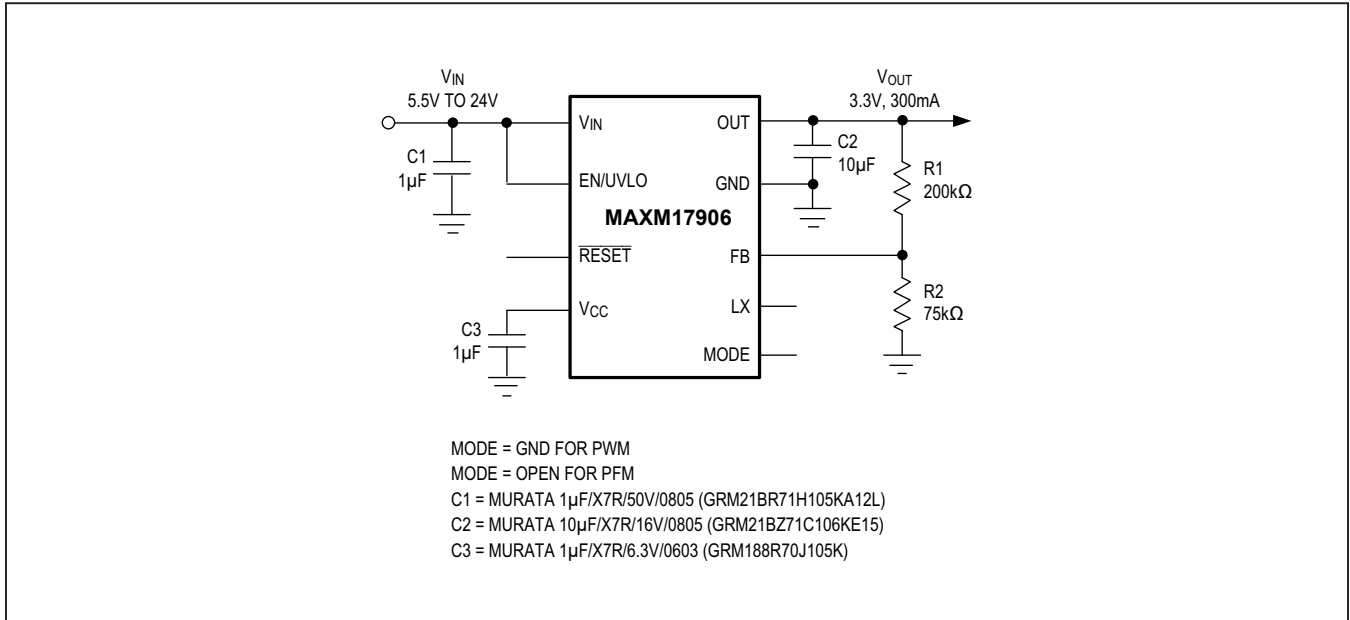 VIN
5.5V TO 24V
C1
1µF
C3
1µF
VIN
EN/UVLO
RESET
VCC
MAXM17906
OUT
GND
FB
LX
MODE
C2
10µF
VOUT
3.3V, 300mA
R1
200kΩ
R2
75kΩ
MODE = GND FOR PWM
MODE = OPEN FOR PFM
C1 = MURATA 1µF/X7R/50V/0805 (GRM21BR71H105KA12L)
C2 = MURATA 10µF/X7R/16V/0805 (GRM21BZ71C106KE15)
C3 = MURATA 1µF/X7R/6.3V/0603 (GRM188R70J105K)